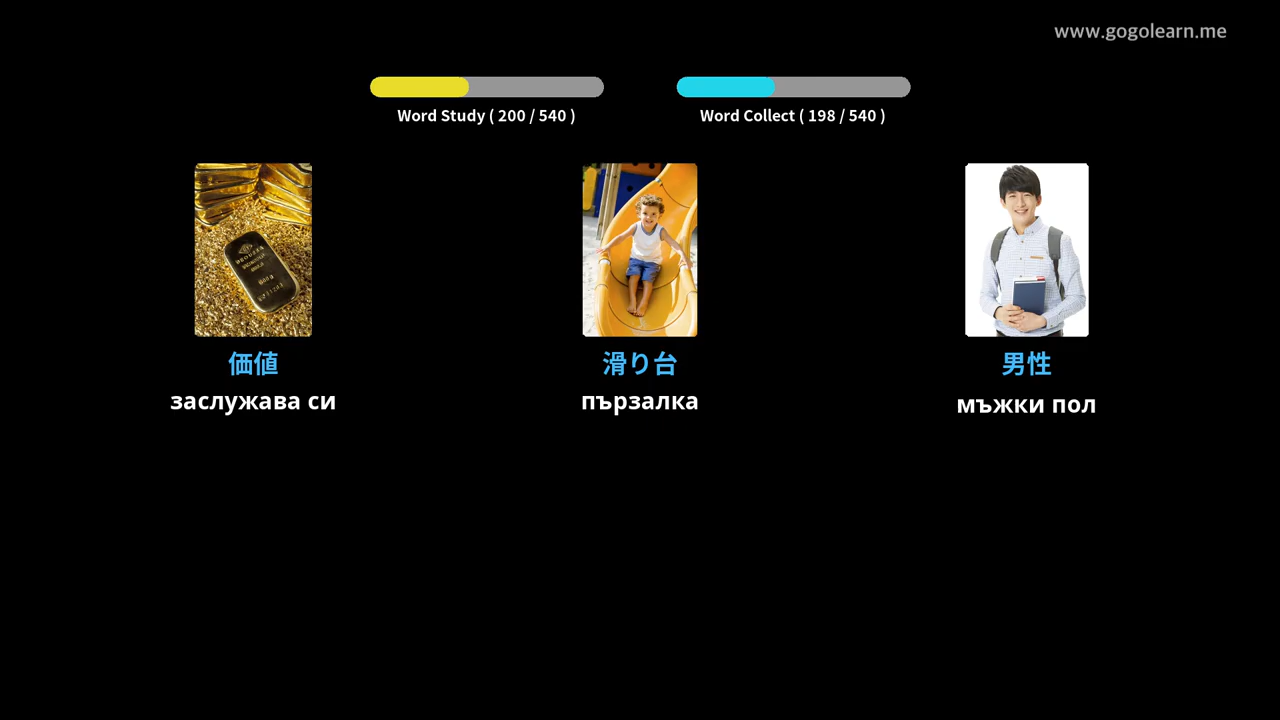 www.gogolearn.me
Word Study ( 200 / 540 )
Word Collect ( 198 / 540 )
価値
滑り台
男性
заслужава си
пързалка
мъжки пол